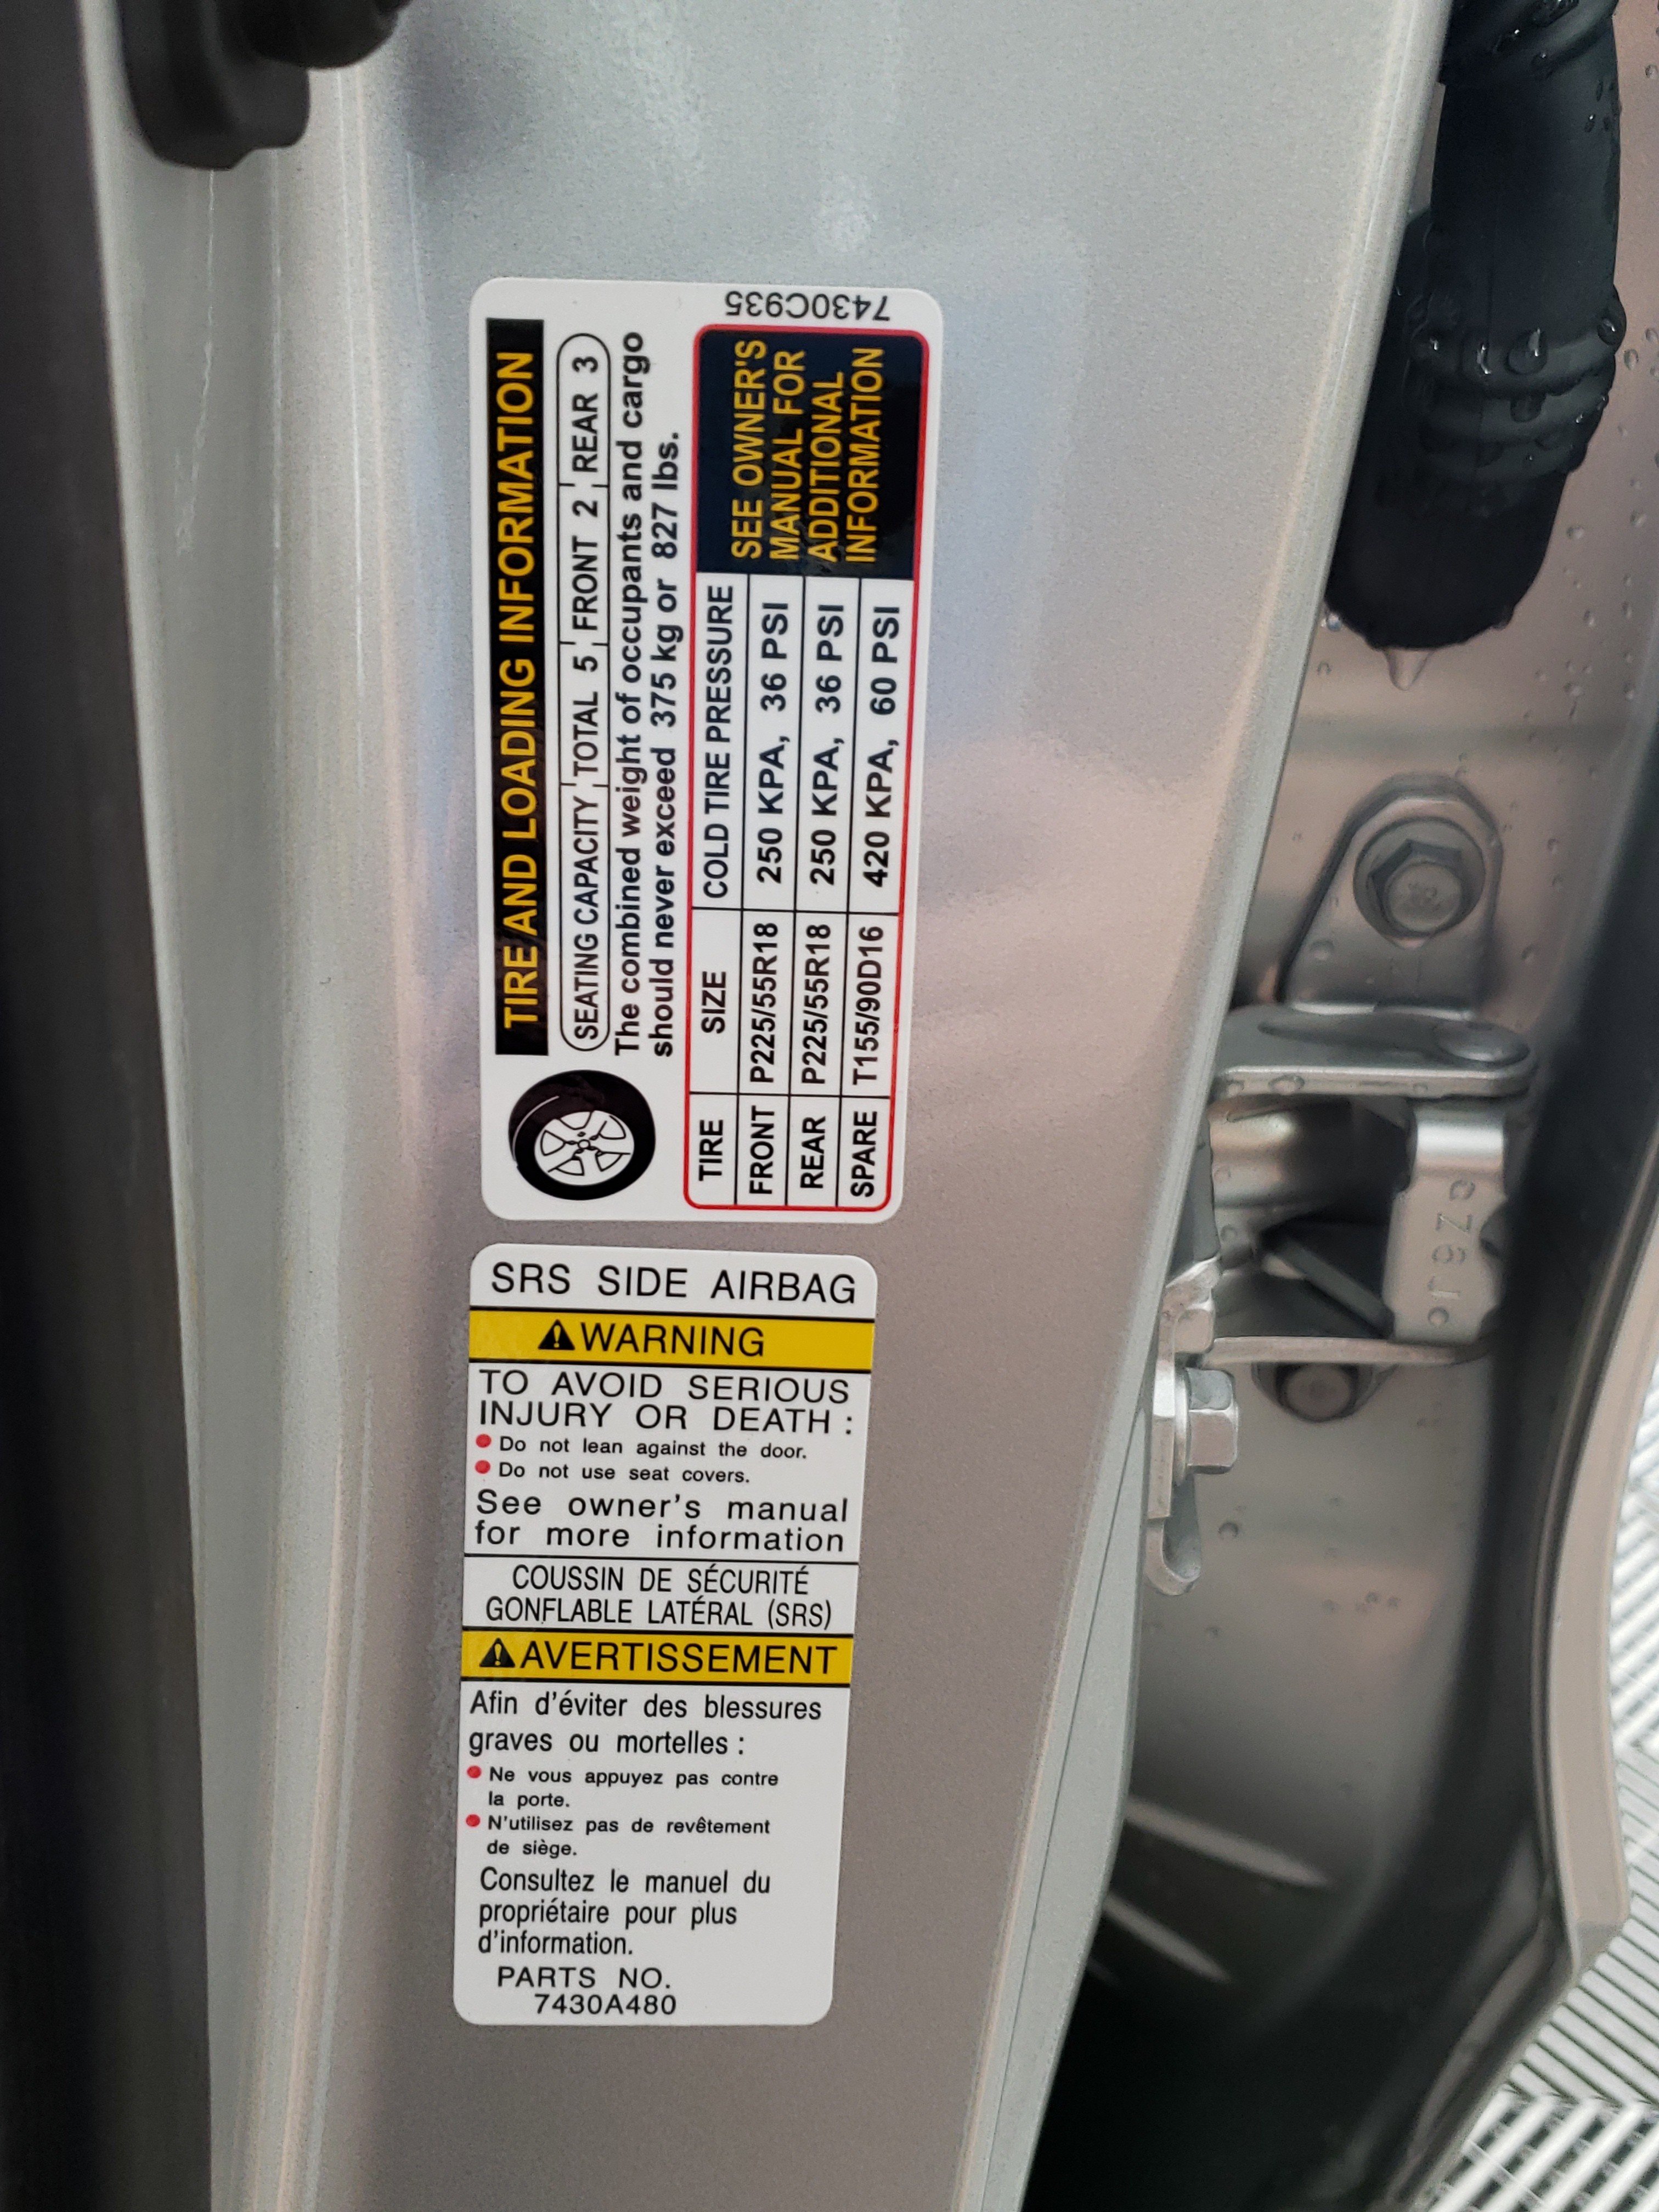 TIRE AND LOADING INFORMATION
SEATING CAPACITY TOTAL 5 FRONT 2 REAR 3
The combined weight of occupants and cargo
should never exceed 375 kg or 827 lbs.
TIRE SIZE COLD TIRE PRESSURE
FRONT P225/55R18 250 KPA, 36 PSI
REAR P225/55R18 250 KPA, 36 PSI
SPARE T155/90D16 420 KPA, 60 PSI
SEE OWNER'S
MANUAL FOR
ADDITIONAL
INFORMATION
7430C935
SRS SIDE AIRBAG
WARNING
TO AVOID SERIOUS
INJURY OR DEATH :
• Do not lean against the door.
• Do not use seat covers.
See owner's manual
for more information
COUSSIN DE SÉCURITÉ
GONFLABLE LATÉRAL (SRS)
AVERTISSEMENT
Afin d'éviter des blessures
graves ou mortelles :
• Ne vous appuyez pas contre
la porte.
• N'utilisez pas de revêtement
de siège.
Consultez le manuel du
propriétaire pour plus
d'information.
PARTS NO.
7430A480